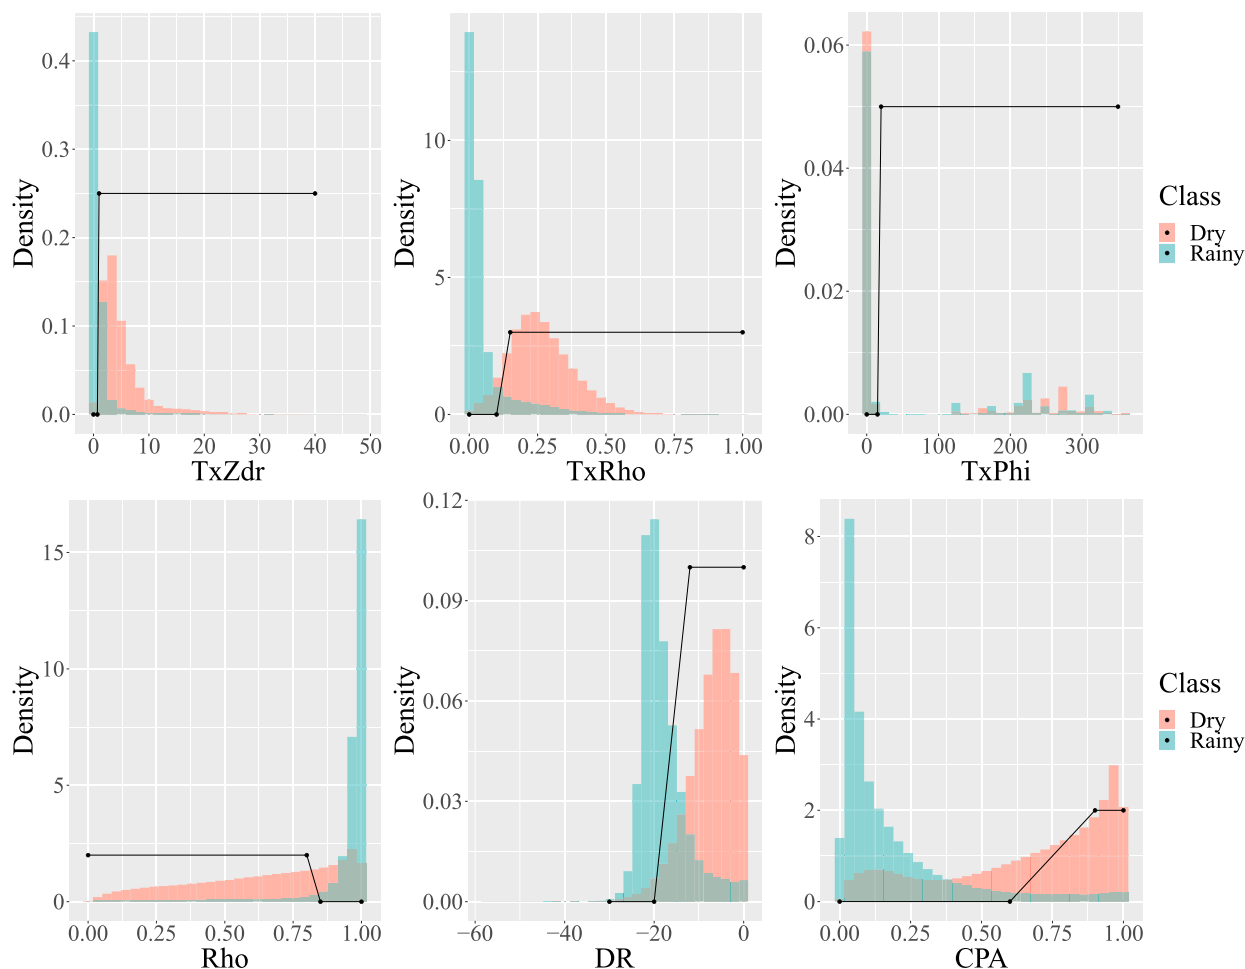 Density
0.4
0.3
0.2
0.1
0.0
0 10 20 30 40 50
TxZdr
Density
10
5
0
0.00 0.25 0.50 0.75 1.00
TxRho
Density
0.06
0.04
0.02
0.00
0 100 200 300
TxPhi
Class
Dry
Rainy
Density
15
10
5
0
0.00 0.25 0.50 0.75 1.00
Rho
Density
0.12
0.09
0.06
0.03
0.00
−60 −40 −20 0
DR
Density
8
6
4
2
0
0.00 0.25 0.50 0.75 1.00
CPA
Class
Dry
Rainy